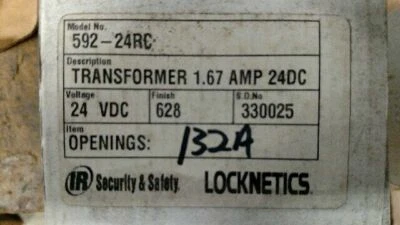 Model No.
592-24RC
Description
TRANSFORMER 1.67 AMP 24DC
Voltage Finish S.O.No
24 VDC 628 330025
Item
OPENINGS: 132A
IR Security & Safety. LOCKNETICS.